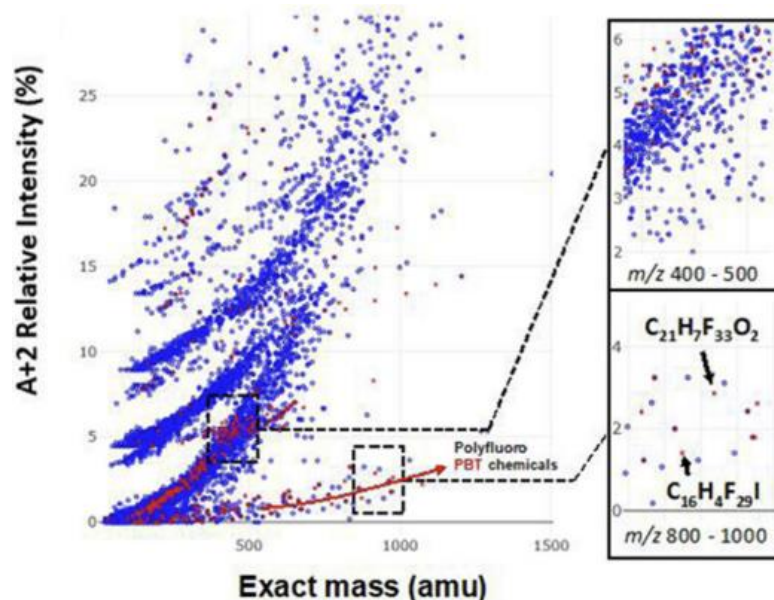 A+2 Relative Intensity (%)
25
20
15
10
5
0
500
1000
1500
Exact mass (amu)
Polyfluoro
PBT chemicals
6
5
4
3
2
m/z 400 - 500
4
2
0
C₂₁H₇F₃₃O₂
C₁₆H₄F₂₉I
m/z 800 - 1000